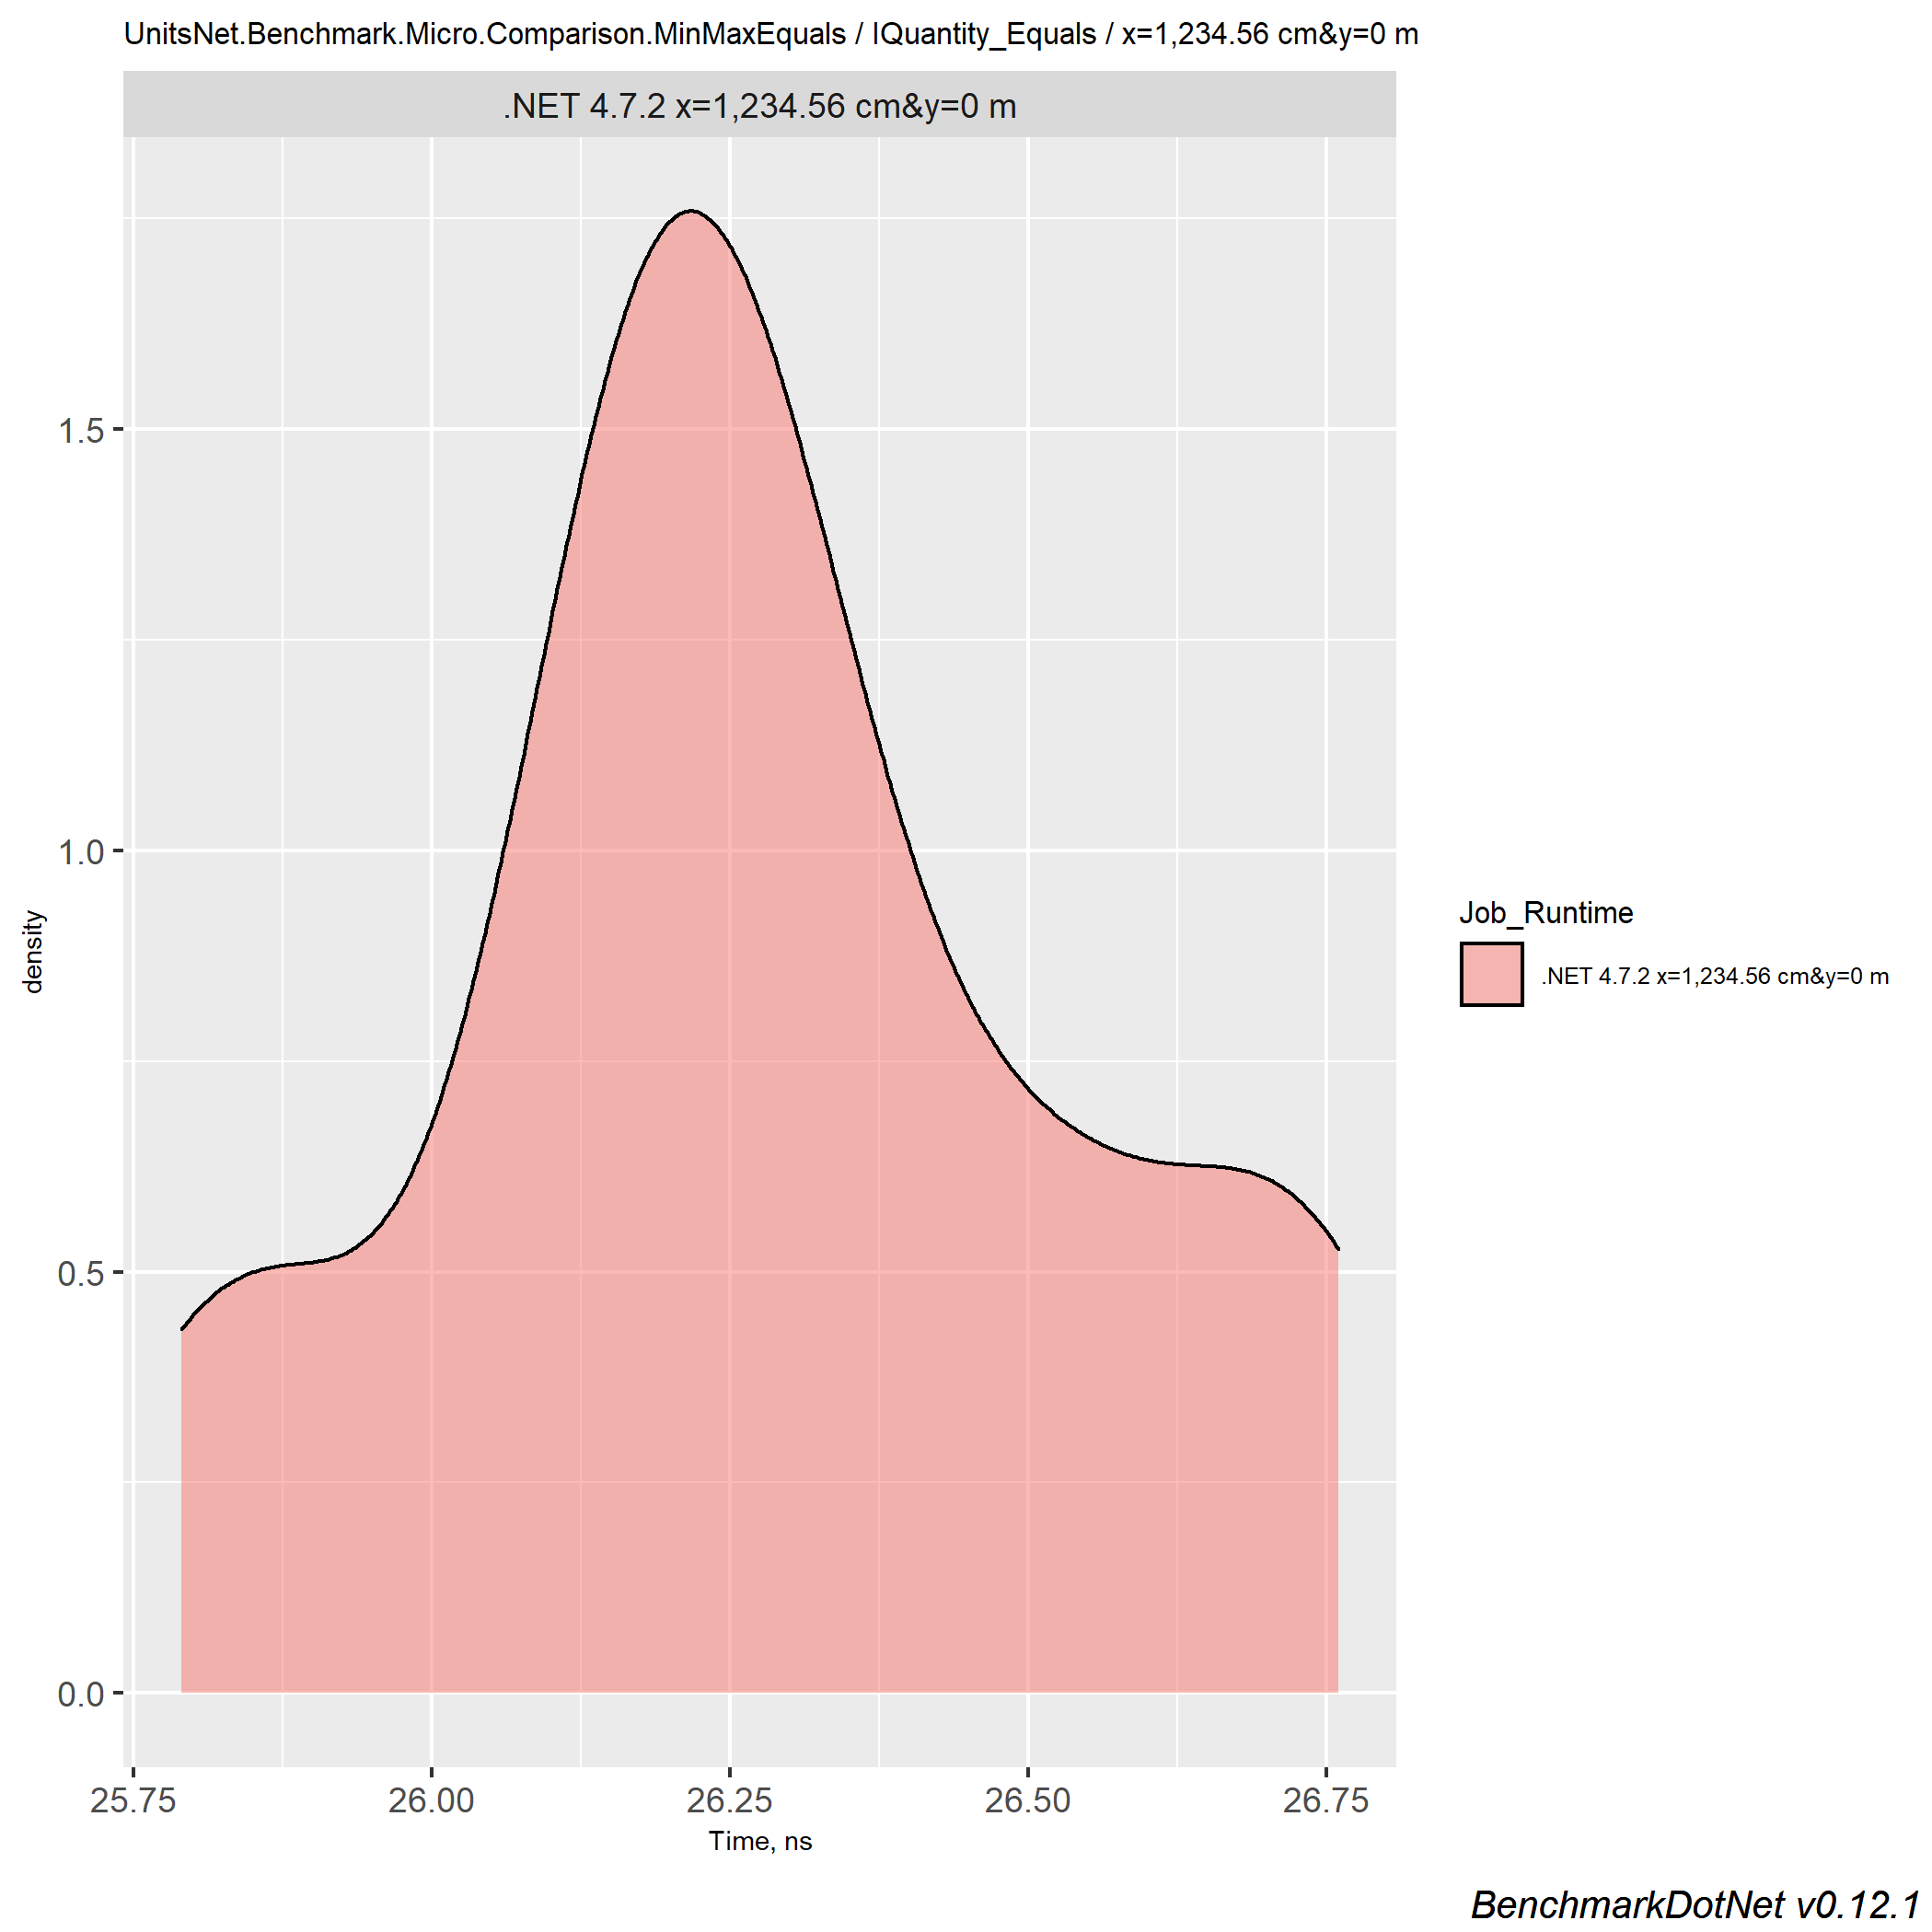 UnitsNet.Benchmark.Micro.Comparison.MinMaxEquals / IQuantity_Equals / x=1,234.56 cm&y=0 m
.NET 4.7.2 x=1,234.56 cm&y=0 m
1.5
1.0
0.5
0.0
density
25.75 26.00 26.25 26.50 26.75
Time, ns
Job_Runtime
.NET 4.7.2 x=1,234.56 cm&y=0 m
BenchmarkDotNet v0.12.1